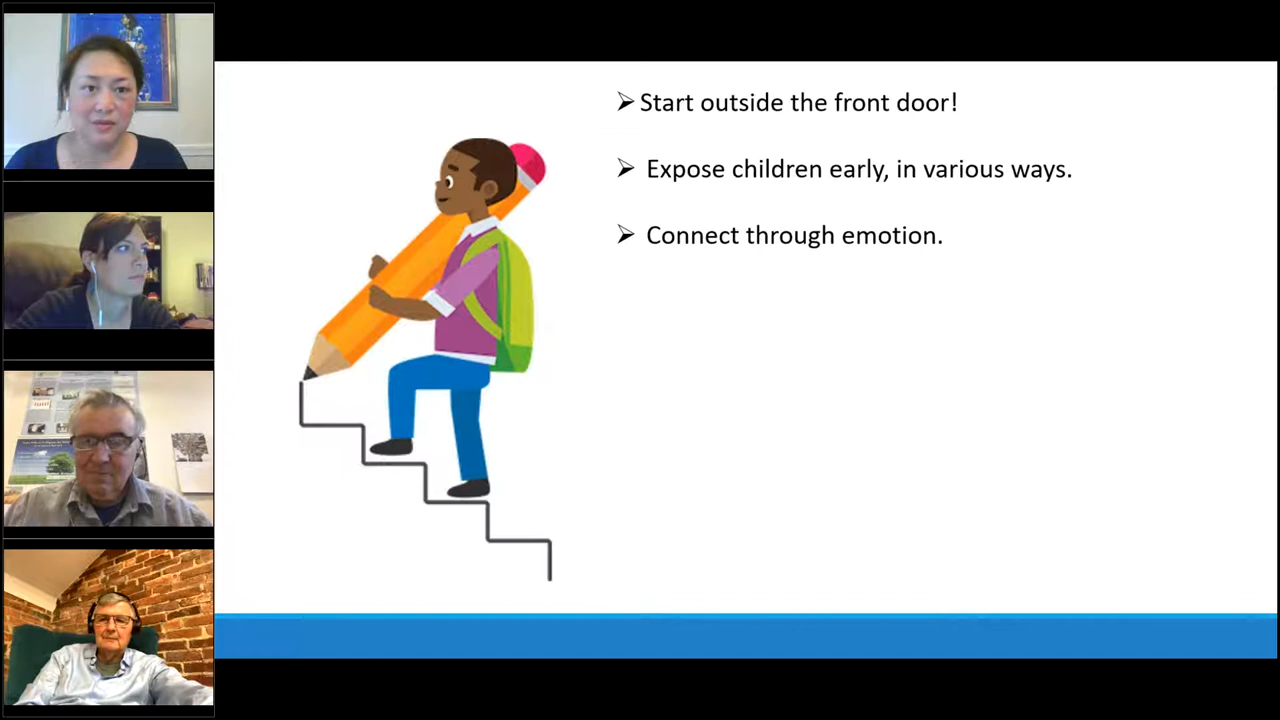 ➢Start outside the front door!
➢ Expose children early, in various ways.
➢ Connect through emotion.